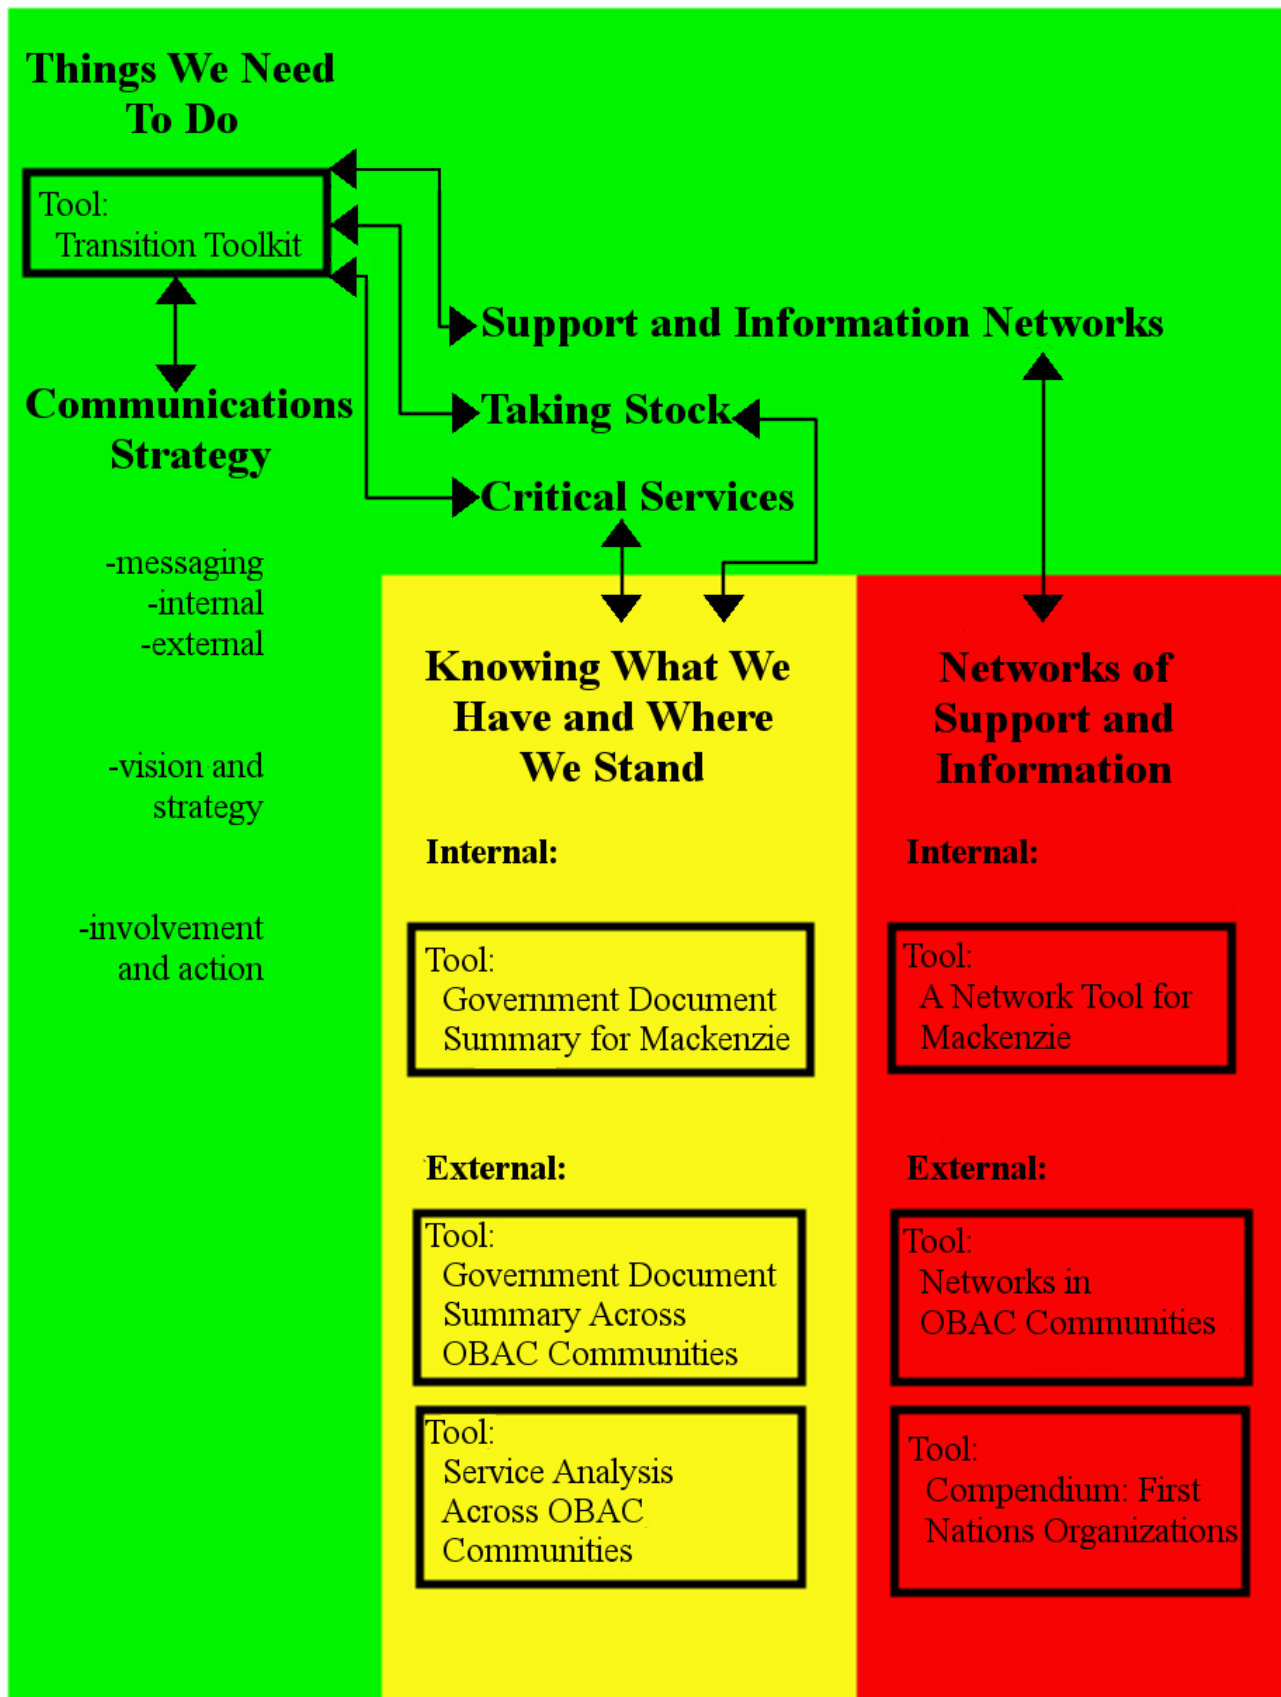 Things We Need
To Do
Tool:
Transition Toolkit
Support and Information Networks
Communications
Strategy
Taking Stock
Critical Services
-messaging
-internal
-external
-vision and
strategy
-involvement
and action
Knowing What We
Have and Where
We Stand
Internal:
Tool:
Government Document
Summary for Mackenzie
External:
Tool:
Government Document
Summary Across
OBAC Communities
Tool:
Service Analysis
Across OBAC
Communities
Networks of
Support and
Information
Internal:
Tool:
A Network Tool for
Mackenzie
External:
Tool:
Networks in
OBAC Communities
Tool:
Compendium: First
Nations Organizations